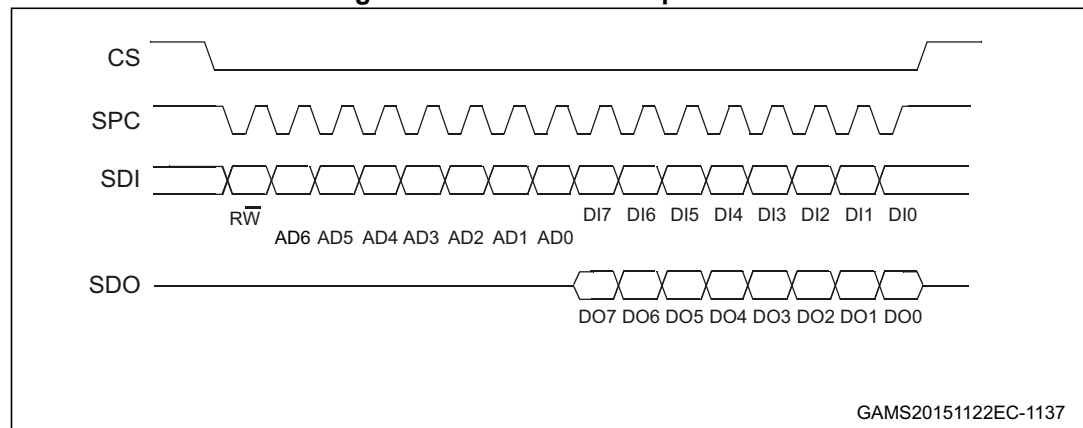 CS
SPC
SDI
RW̅
DI7 DI6 DI5 DI4 DI3 DI2 DI1 DI0
AD6 AD5 AD4 AD3 AD2 AD1 AD0
SDO
DO7 DO6 DO5 DO4 DO3 DO2 DO1 DO0
GAMS20151122EC-1137